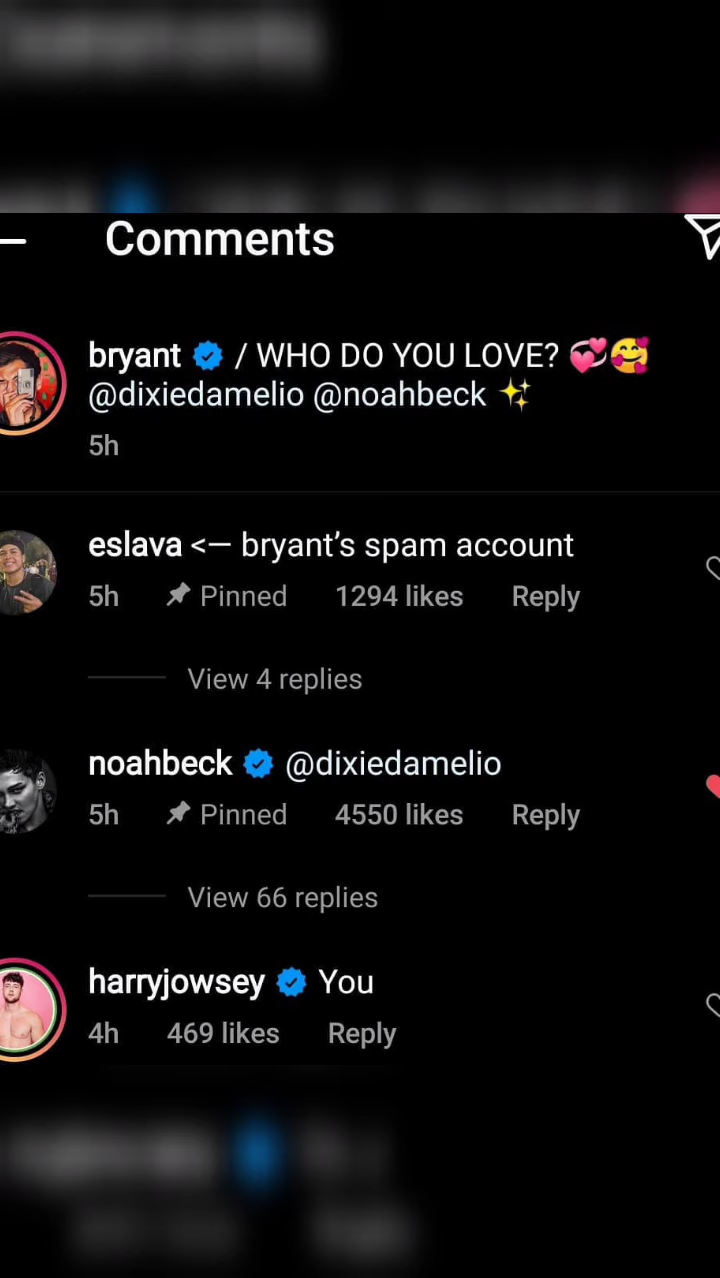 Comments
bryant / WHO DO YOU LOVE? 💞🥰
@dixiedamelio @noahbeck ✨
5h
eslava <— bryant’s spam account
5h Pinned 1294 likes Reply
View 4 replies
noahbeck @dixiedamelio
5h Pinned 4550 likes Reply
View 66 replies
harryjowsey You
4h 469 likes Reply